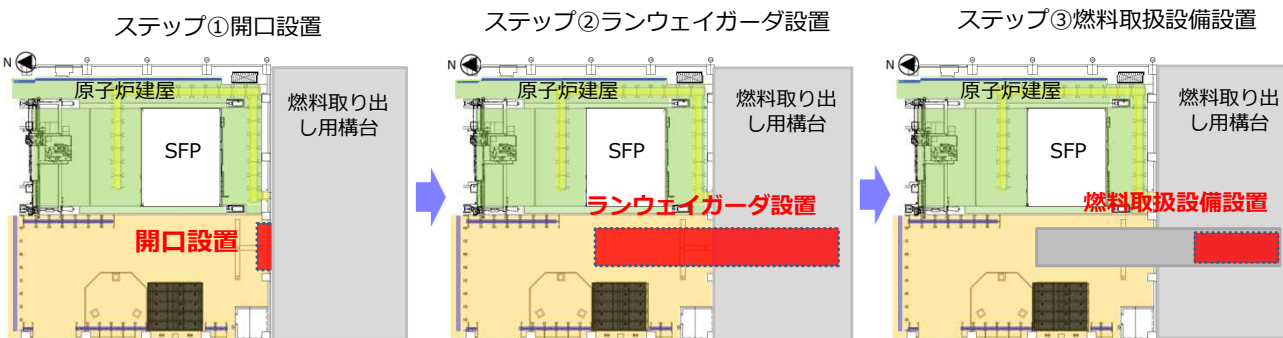 ステップ①開口設置
ステップ②ランウェイガーダ設置
ステップ③燃料取扱設備設置
N
原子炉建屋
燃料取り出
し用構台
SFP
開口設置
N
原子炉建屋
燃料取り出
し用構台
SFP
ランウェイガーダ設置
N
原子炉建屋
燃料取り出
し用構台
SFP
燃料取扱設備設置